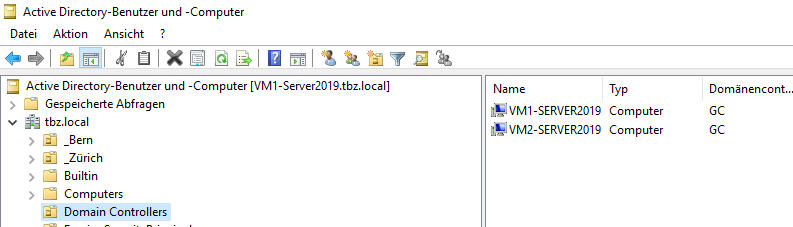 Active Directory-Benutzer und -Computer
Datei Aktion Ansicht ?
Active Directory-Benutzer und -Computer [VM1-Server2019.tbz.local]
Gespeicherte Abfragen
tbz.local
_Bern
_Zürich
Builtin
Computers
Domain Controllers
Name Typ Domänencont...
VM1-SERVER2019 Computer GC
VM2-SERVER2019 Computer GC